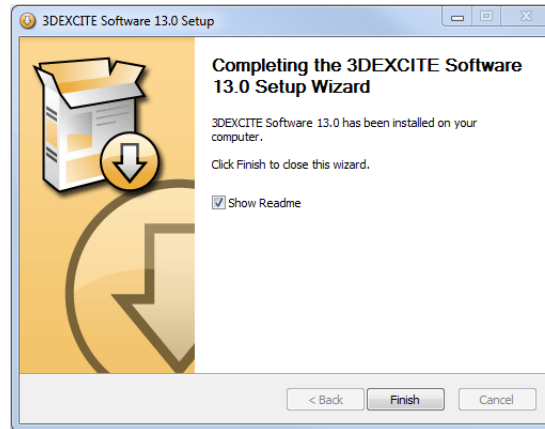 3DEXCITE Software 13.0 Setup
Completing the 3DEXCITE Software
13.0 Setup Wizard
3DEXCITE Software 13.0 has been installed on your
computer.
Click Finish to close this wizard.
Show Readme
< Back Finish Cancel